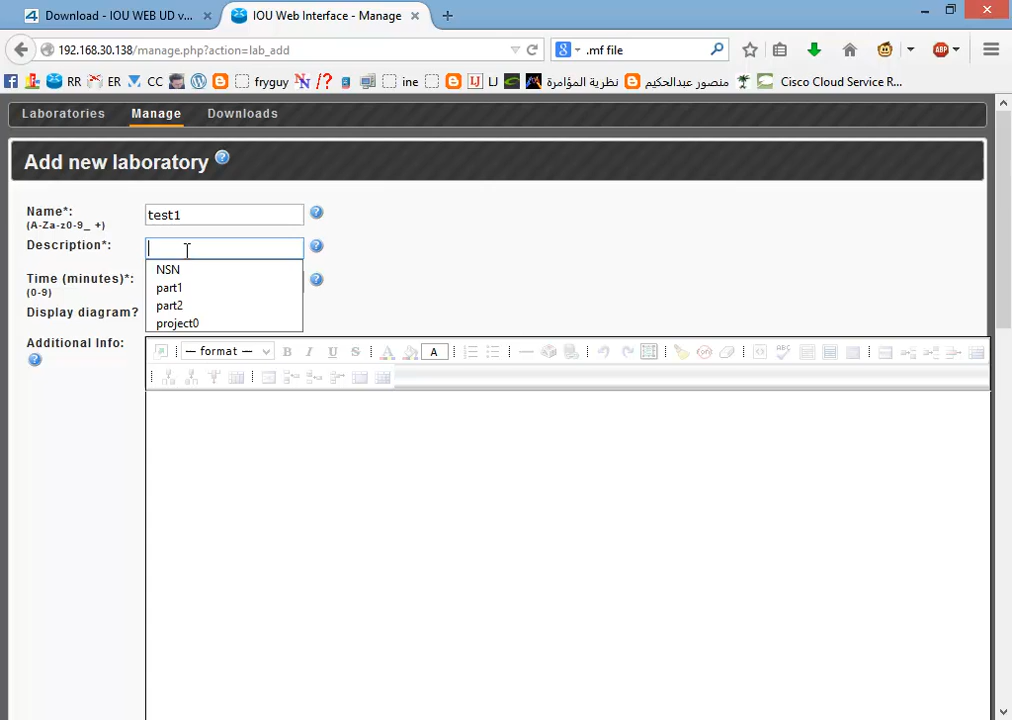 Download - IOU WEB UD v...
IOU Web Interface - Manage
192.168.30.138/manage.php?action=lab_add
.mf file
RR
ER
CC
fryguy
ine
LJ
نظرية المؤامرة
منصور عبدالحكيم
Cisco Cloud Service R...
Laboratories
Manage
Downloads
Add new laboratory
Name*:
(A-Za-z0-9_ +)
test1
Description*:
NSN
part1
part2
project0
Time (minutes)*:
(0-9)
Display diagram?
Additional Info:
— format —
B I U S A A